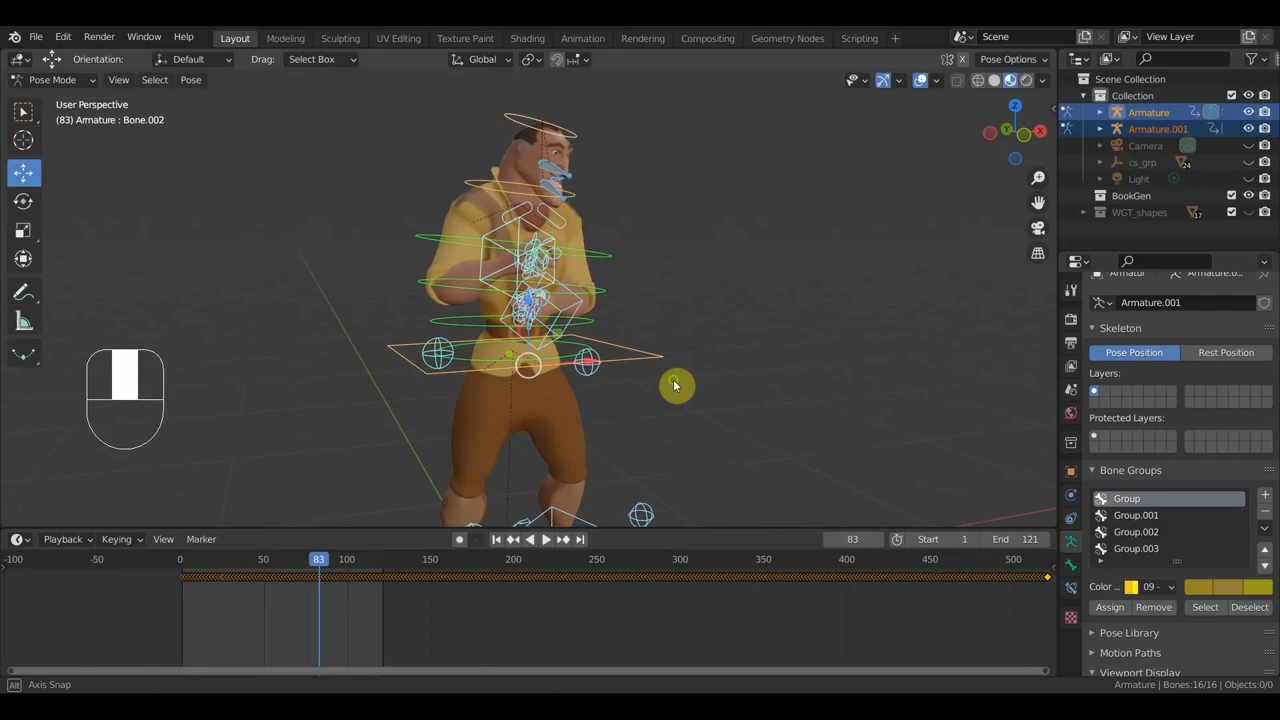 File Edit Render Window Help Layout Modeling Sculpting UV Editing Texture Paint Shading Animation Rendering Compositing Geometry Nodes Scripting + Scene View Layer
Orientation: Default Drag: Select Box Global Pose Options
Pose Mode View Select Pose
User Perspective
(83) Armature : Bone.002
X
Y
Z
Scene Collection
Collection
Armature
Armature.001
Camera
cs_grp 24
Light
BookGen
WGT_shapes 17
Armatur Armature.0...
Armature.001
Skeleton
Pose Position Rest Position
Layers:
Protected Layers:
Bone Groups
Group
Group.001
Group.002
Group.003
Color ... 09 -
Assign Remove Select Deselect
Pose Library
Motion Paths
Viewport Display
Playback Keying View Marker 83 Start 1 End 121
-100 -50 0 50 83 100 150 200 250 300 350 400 450 500
Alt Axis Snap Armature | Bones:16/16 | Objects:0/0